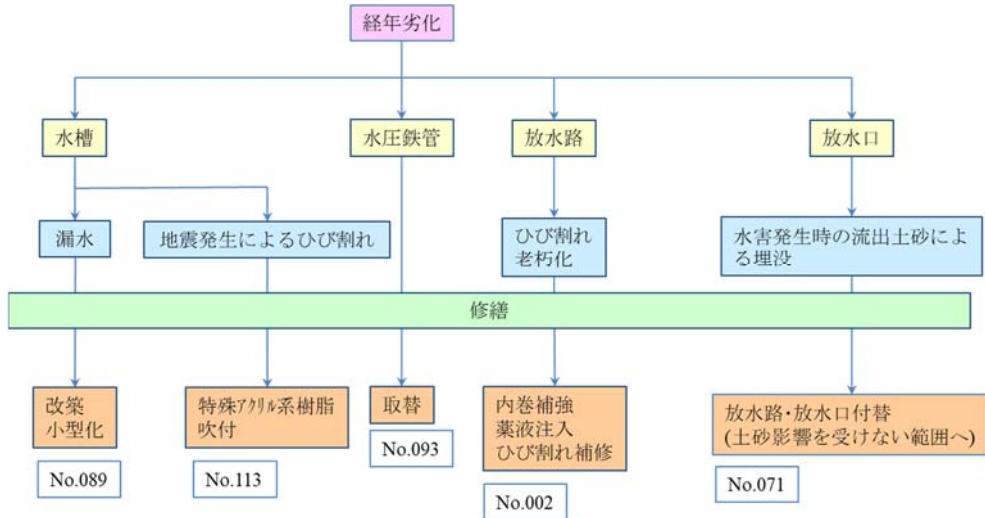 経年劣化
水槽
水圧鉄管
放水路
放水口
漏水
地震発生によるひび割れ
ひび割れ
老朽化
水害発生時の流出土砂によ
る埋没
修繕
改築
小型化
特殊ｱｸﾘﾙ系樹脂
吹付
取替
内巻補強
薬液注入
ひび割れ補修
放水路・放水口付替
(土砂影響を受けない範囲へ)
No.089
No.113
No.093
No.002
No.071